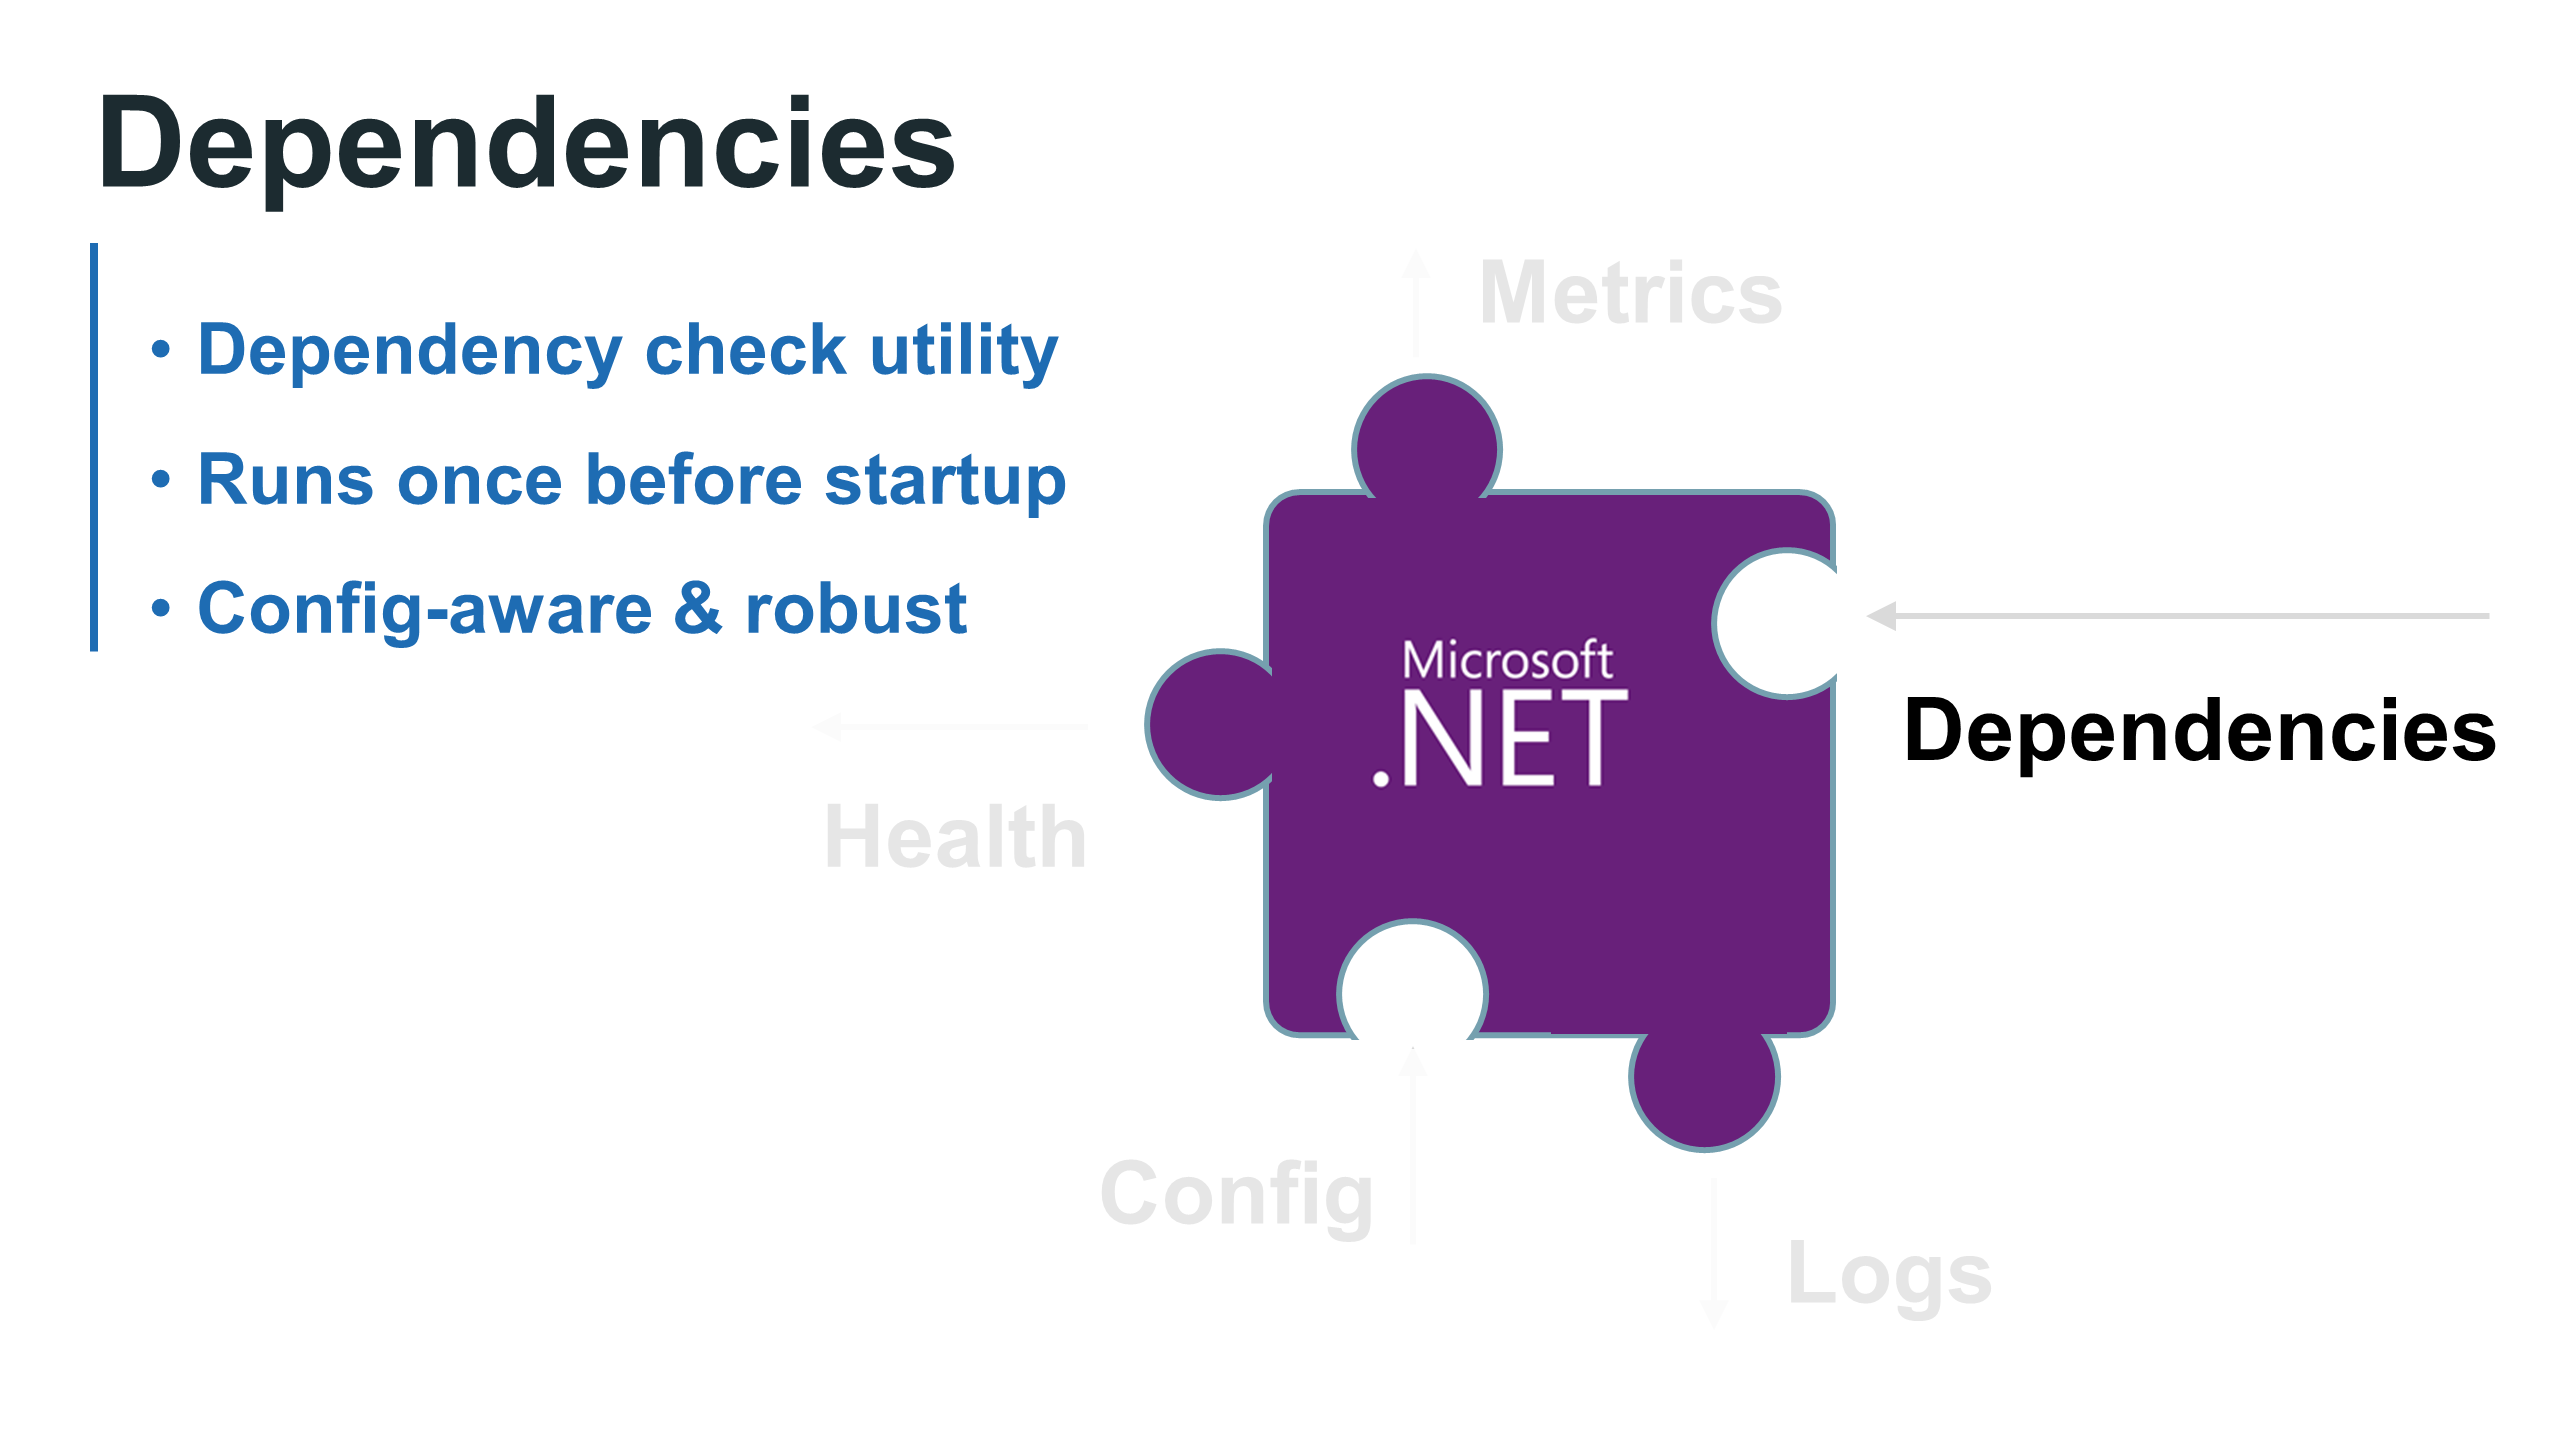 Dependencies
• Dependency check utility
• Runs once before startup
• Config-aware & robust
Metrics
Microsoft
.NET
Dependencies
Health
Config
Logs